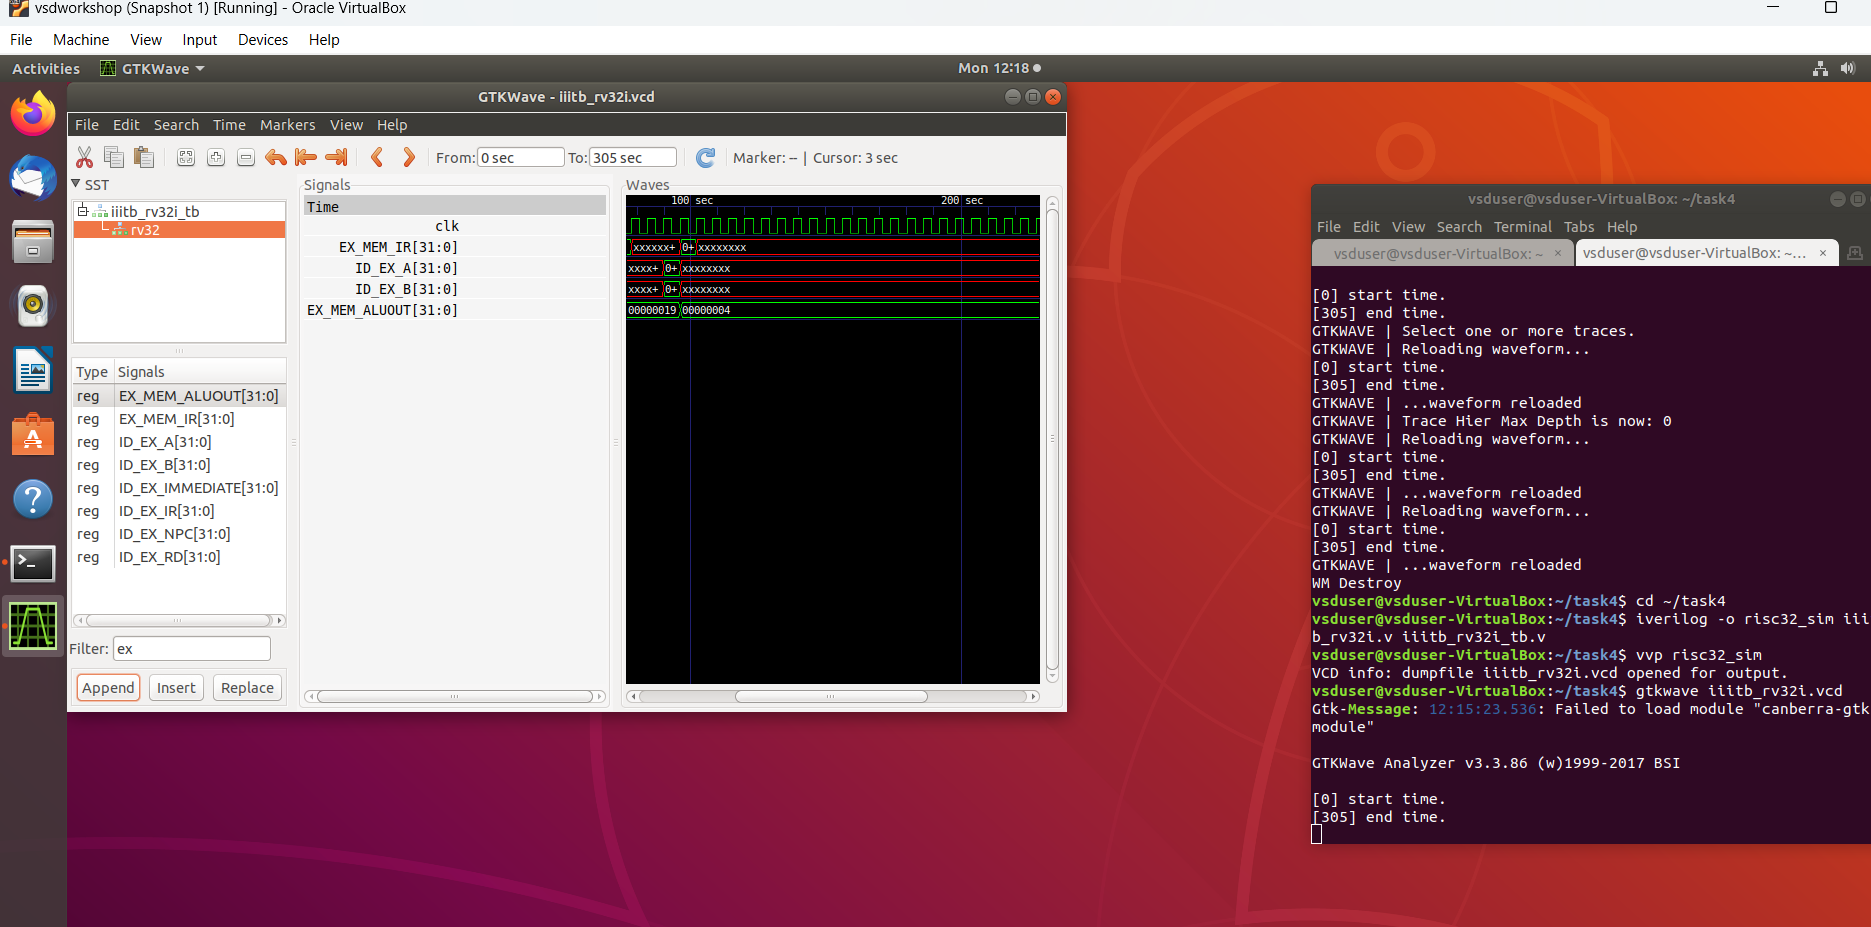 vsdworkshop (Snapshot 1) [Running] - Oracle VirtualBox
File Machine View Input Devices Help
Activities GTKWave Mon 12:18
GTKWave - iiitb_rv32i.vcd
File Edit Search Time Markers View Help
From: 0 sec To: 305 sec Marker: -- | Cursor: 3 sec
SST
iiitb_rv32i_tb
rv32
Type Signals
reg EX_MEM_ALUOUT[31:0]
reg EX_MEM_IR[31:0]
reg ID_EX_A[31:0]
reg ID_EX_B[31:0]
reg ID_EX_IMMEDIATE[31:0]
reg ID_EX_IR[31:0]
reg ID_EX_NPC[31:0]
reg ID_EX_RD[31:0]
Filter: ex
Append Insert Replace
Signals
Time
clk
EX_MEM_IR[31:0]
ID_EX_A[31:0]
ID_EX_B[31:0]
EX_MEM_ALUOUT[31:0]
Waves
100 sec 200 sec
xxxxxx+ 0+ xxxxxxxx
xxxx+ 0+ xxxxxxxx
xxxx+ 0+ xxxxxxxx
00000019 00000004
vsduser@vsduser-VirtualBox: ~/task4
File Edit View Search Terminal Tabs Help
vsduser@vsduser-VirtualBox: ~ × vsduser@vsduser-VirtualBox: ~... ×
[0] start time.
[305] end time.
GTKWAVE | Select one or more traces.
GTKWAVE | Reloading waveform...
[0] start time.
[305] end time.
GTKWAVE | ...waveform reloaded
GTKWAVE | Trace Hier Max Depth is now: 0
GTKWAVE | Reloading waveform...
[0] start time.
[305] end time.
GTKWAVE | ...waveform reloaded
GTKWAVE | Reloading waveform...
[0] start time.
[305] end time.
GTKWAVE | ...waveform reloaded
WM Destroy
vsduser@vsduser-VirtualBox:~/task4$ cd ~/task4
vsduser@vsduser-VirtualBox:~/task4$ iverilog -o risc32_sim iii
b_rv32i.v iiitb_rv32i_tb.v
vsduser@vsduser-VirtualBox:~/task4$ vvp risc32_sim
VCD info: dumpfile iiitb_rv32i.vcd opened for output.
vsduser@vsduser-VirtualBox:~/task4$ gtkwave iiitb_rv32i.vcd
Gtk-Message: 12:15:23.536: Failed to load module "canberra-gtk
module"
GTKWave Analyzer v3.3.86 (w)1999-2017 BSI
[0] start time.
[305] end time.